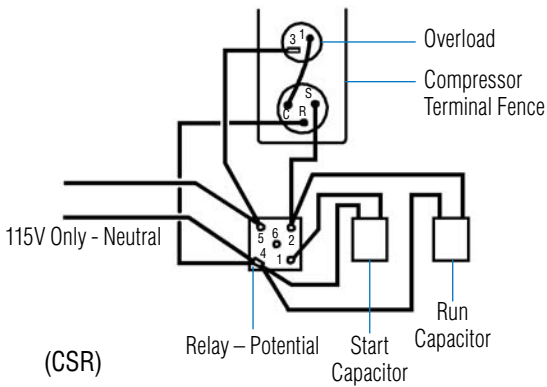 3 1
Overload
Compressor
Terminal Fence
S
C R
115V Only - Neutral
5 6 2
4 1
Relay – Potential
Start
Capacitor
Run
Capacitor
(CSR)